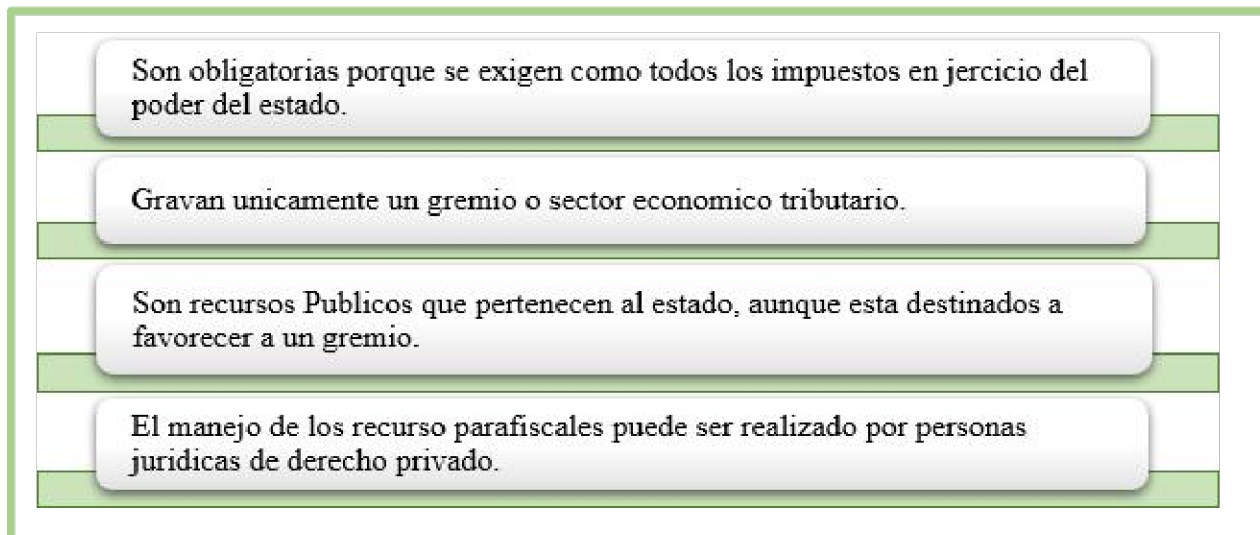 Son obligatorias porque se exigen como todos los impuestos en jercicio del
poder del estado.
Gravan unicamente un gremio o sector economico tributario.
Son recursos Publicos que pertenecen al estado, aunque esta destinados a
favorecer a un gremio.
El manejo de los recurso parafiscales puede ser realizado por personas
juridicas de derecho privado.